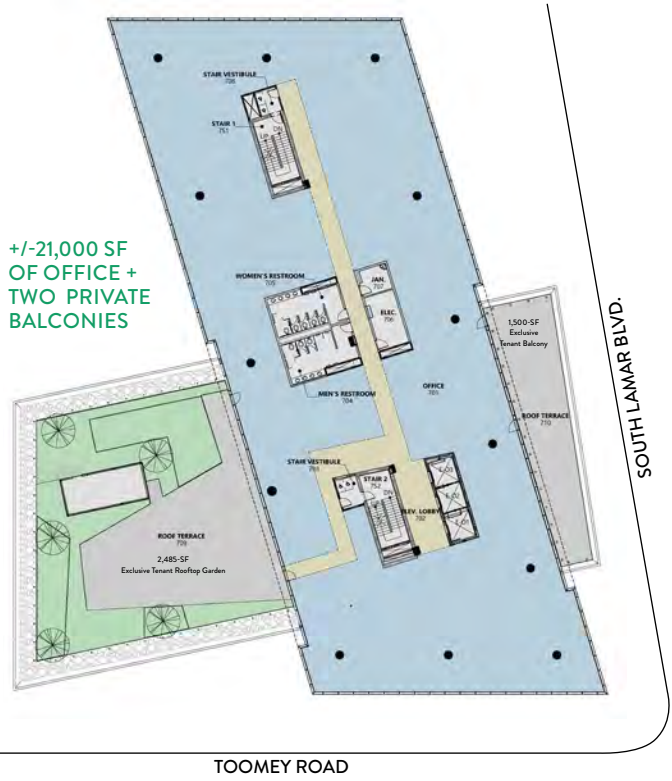 STAIR VESTIBULE
708
STAIR 1
751
UP
DN
+/-21,000 SF
OF OFFICE +
TWO PRIVATE
BALCONIES
WOMEN'S RESTROOM
705
JAN.
707
ELEC.
706
MEN'S RESTROOM
704
OFFICE
701
1,500-SF
Exclusive
Tenant Balcony
ROOF TERRACE
710
SOUTH LAMAR BLVD.
STAIR VESTIBULE
STAIR 2
752
DN
ELEV. LOBBY
702
ROOF TERRACE
709
2,485-SF
Exclusive Tenant Rooftop Garden
TOOMEY ROAD